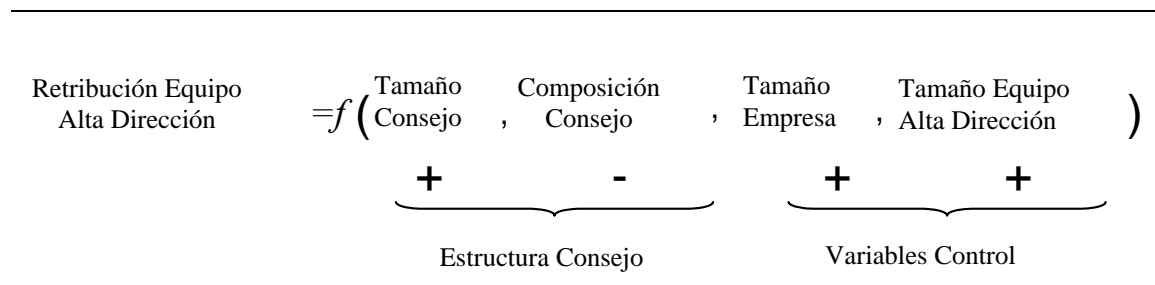 Retribución Equipo
Alta Dirección
=f(
Tamaño
Consejo
,
Composición
Consejo
,
Tamaño
Empresa
,
Tamaño Equipo
Alta Dirección
)
+ - + +
Estructura Consejo
Variables Control